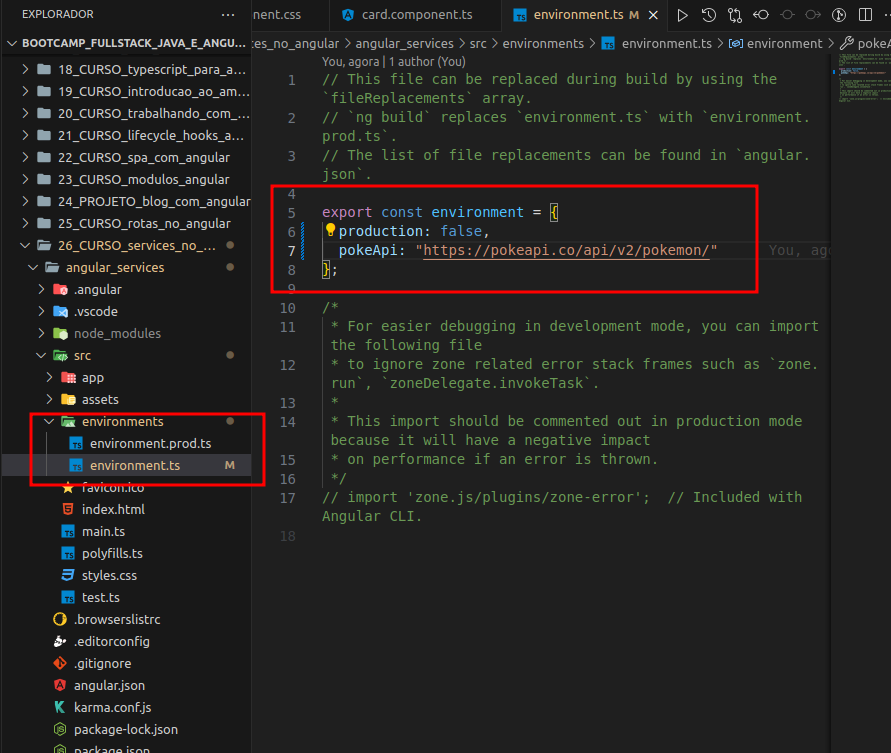 EXPLORADOR
BOOTCAMP_FULLSTACK_JAVA_E_ANGU...
18_CURSO_typescript_para_a...
19_CURSO_introducao_ao_am...
20_CURSO_trabalhando_com_...
21_CURSO_lifecycle_hooks_a...
22_CURSO_spa_com_angular
23_CURSO_modulos_angular
24_PROJETO_blog_com_angular
25_CURSO_rotas_no_angular
26_CURSO_services_no_...
angular_services
.angular
.vscode
node_modules
src
app
assets
environments
environment.prod.ts
environment.ts M
favicon.ico
index.html
main.ts
polyfills.ts
styles.css
test.ts
.browserslistrc
.editorconfig
.gitignore
angular.json
karma.conf.js
package-lock.json
package.json
nent.css card.component.ts environment.ts M
ces_no_angular > angular_services > src > environments > environment.ts > environment > pokeA
You, agora | 1 author (You)
1 // This file can be replaced during build by using the
`fileReplacements` array.
2 // `ng build` replaces `environment.ts` with `environment.
prod.ts`.
3 // The list of file replacements can be found in `angular.
json`.
4
5 export const environment = {
6 production: false,
7 pokeApi: "https://pokeapi.co/api/v2/pokemon/" You, ag
8 };
9
10 /*
11 * For easier debugging in development mode, you can import
the following file
12 * to ignore zone related error stack frames such as `zone.
run`, `zoneDelegate.invokeTask`.
13 *
14 * This import should be commented out in production mode
because it will have a negative impact
15 * on performance if an error is thrown.
16 */
17 // import 'zone.js/plugins/zone-error';  // Included with
Angular CLI.
18